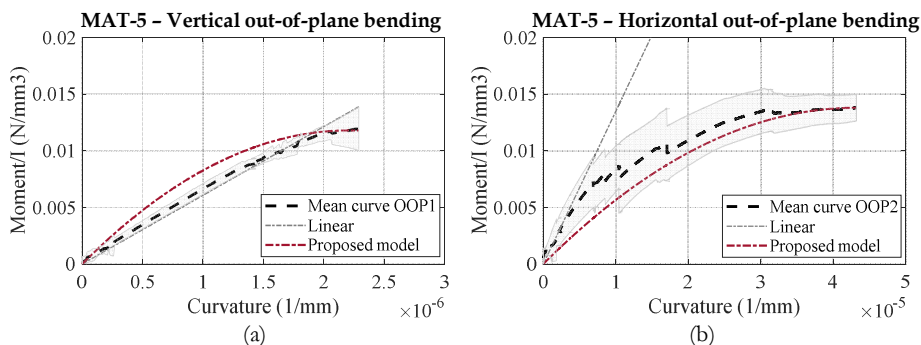 MAT-5 – Vertical out-of-plane bending
0.02
0.015
0.01
0.005
0
Moment/I (N/mm3)
Mean curve OOP1
Linear
Proposed model
0 0.5 1 1.5 2 2.5 3
Curvature (1/mm)
×10-6
(a)
MAT-5 – Horizontal out-of-plane bending
0.02
0.015
0.01
0.005
0
Moment/I (N/mm3)
Mean curve OOP2
Linear
Proposed model
0 1 2 3 4 5
Curvature (1/mm)
×10-5
(b)